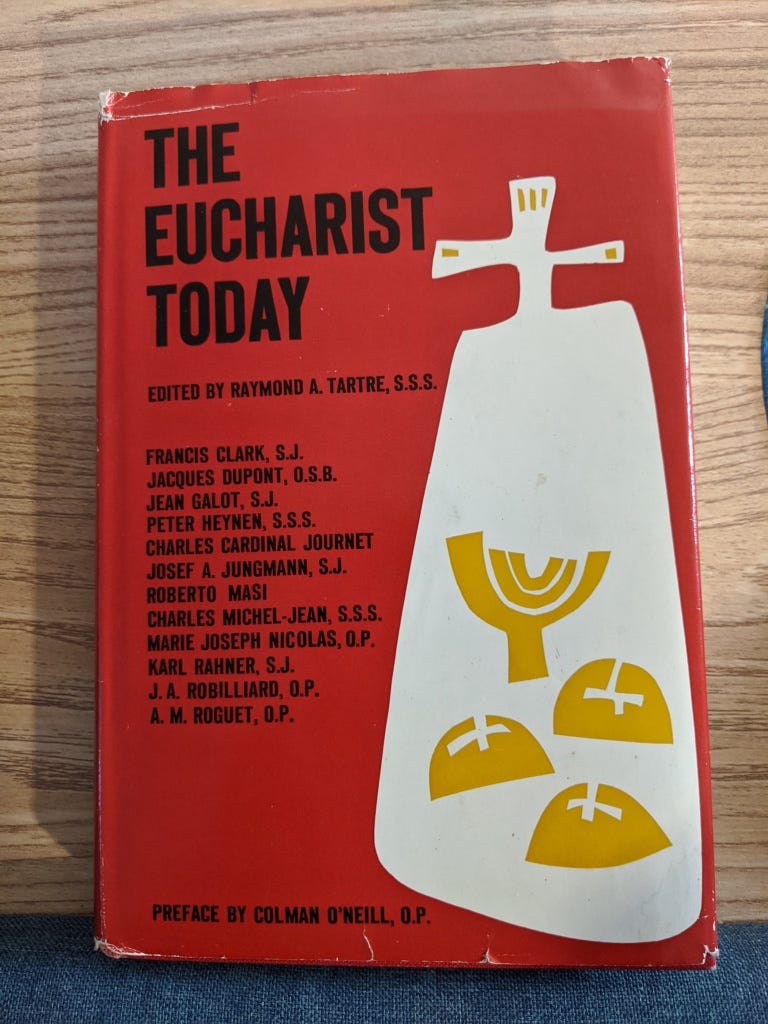 THE
EUCHARIST
TODAY
EDITED BY RAYMOND A. TARTRE, S.S.S.
FRANCIS CLARK, S.J.
JACQUES DUPONT, O.S.B.
JEAN GALOT, S.J.
PETER HEYNEN, S.S.S.
CHARLES CARDINAL JOURNET
JOSEF A. JUNGMANN, S.J.
ROBERTO MASI
CHARLES MICHEL-JEAN, S.S.S.
MARIE JOSEPH NICOLAS, O.P.
KARL RAHNER, S.J.
J. A. ROBILLIARD, O.P.
A. M. ROGUET, O.P.
PREFACE BY COLMAN O'NEILL, O.P.